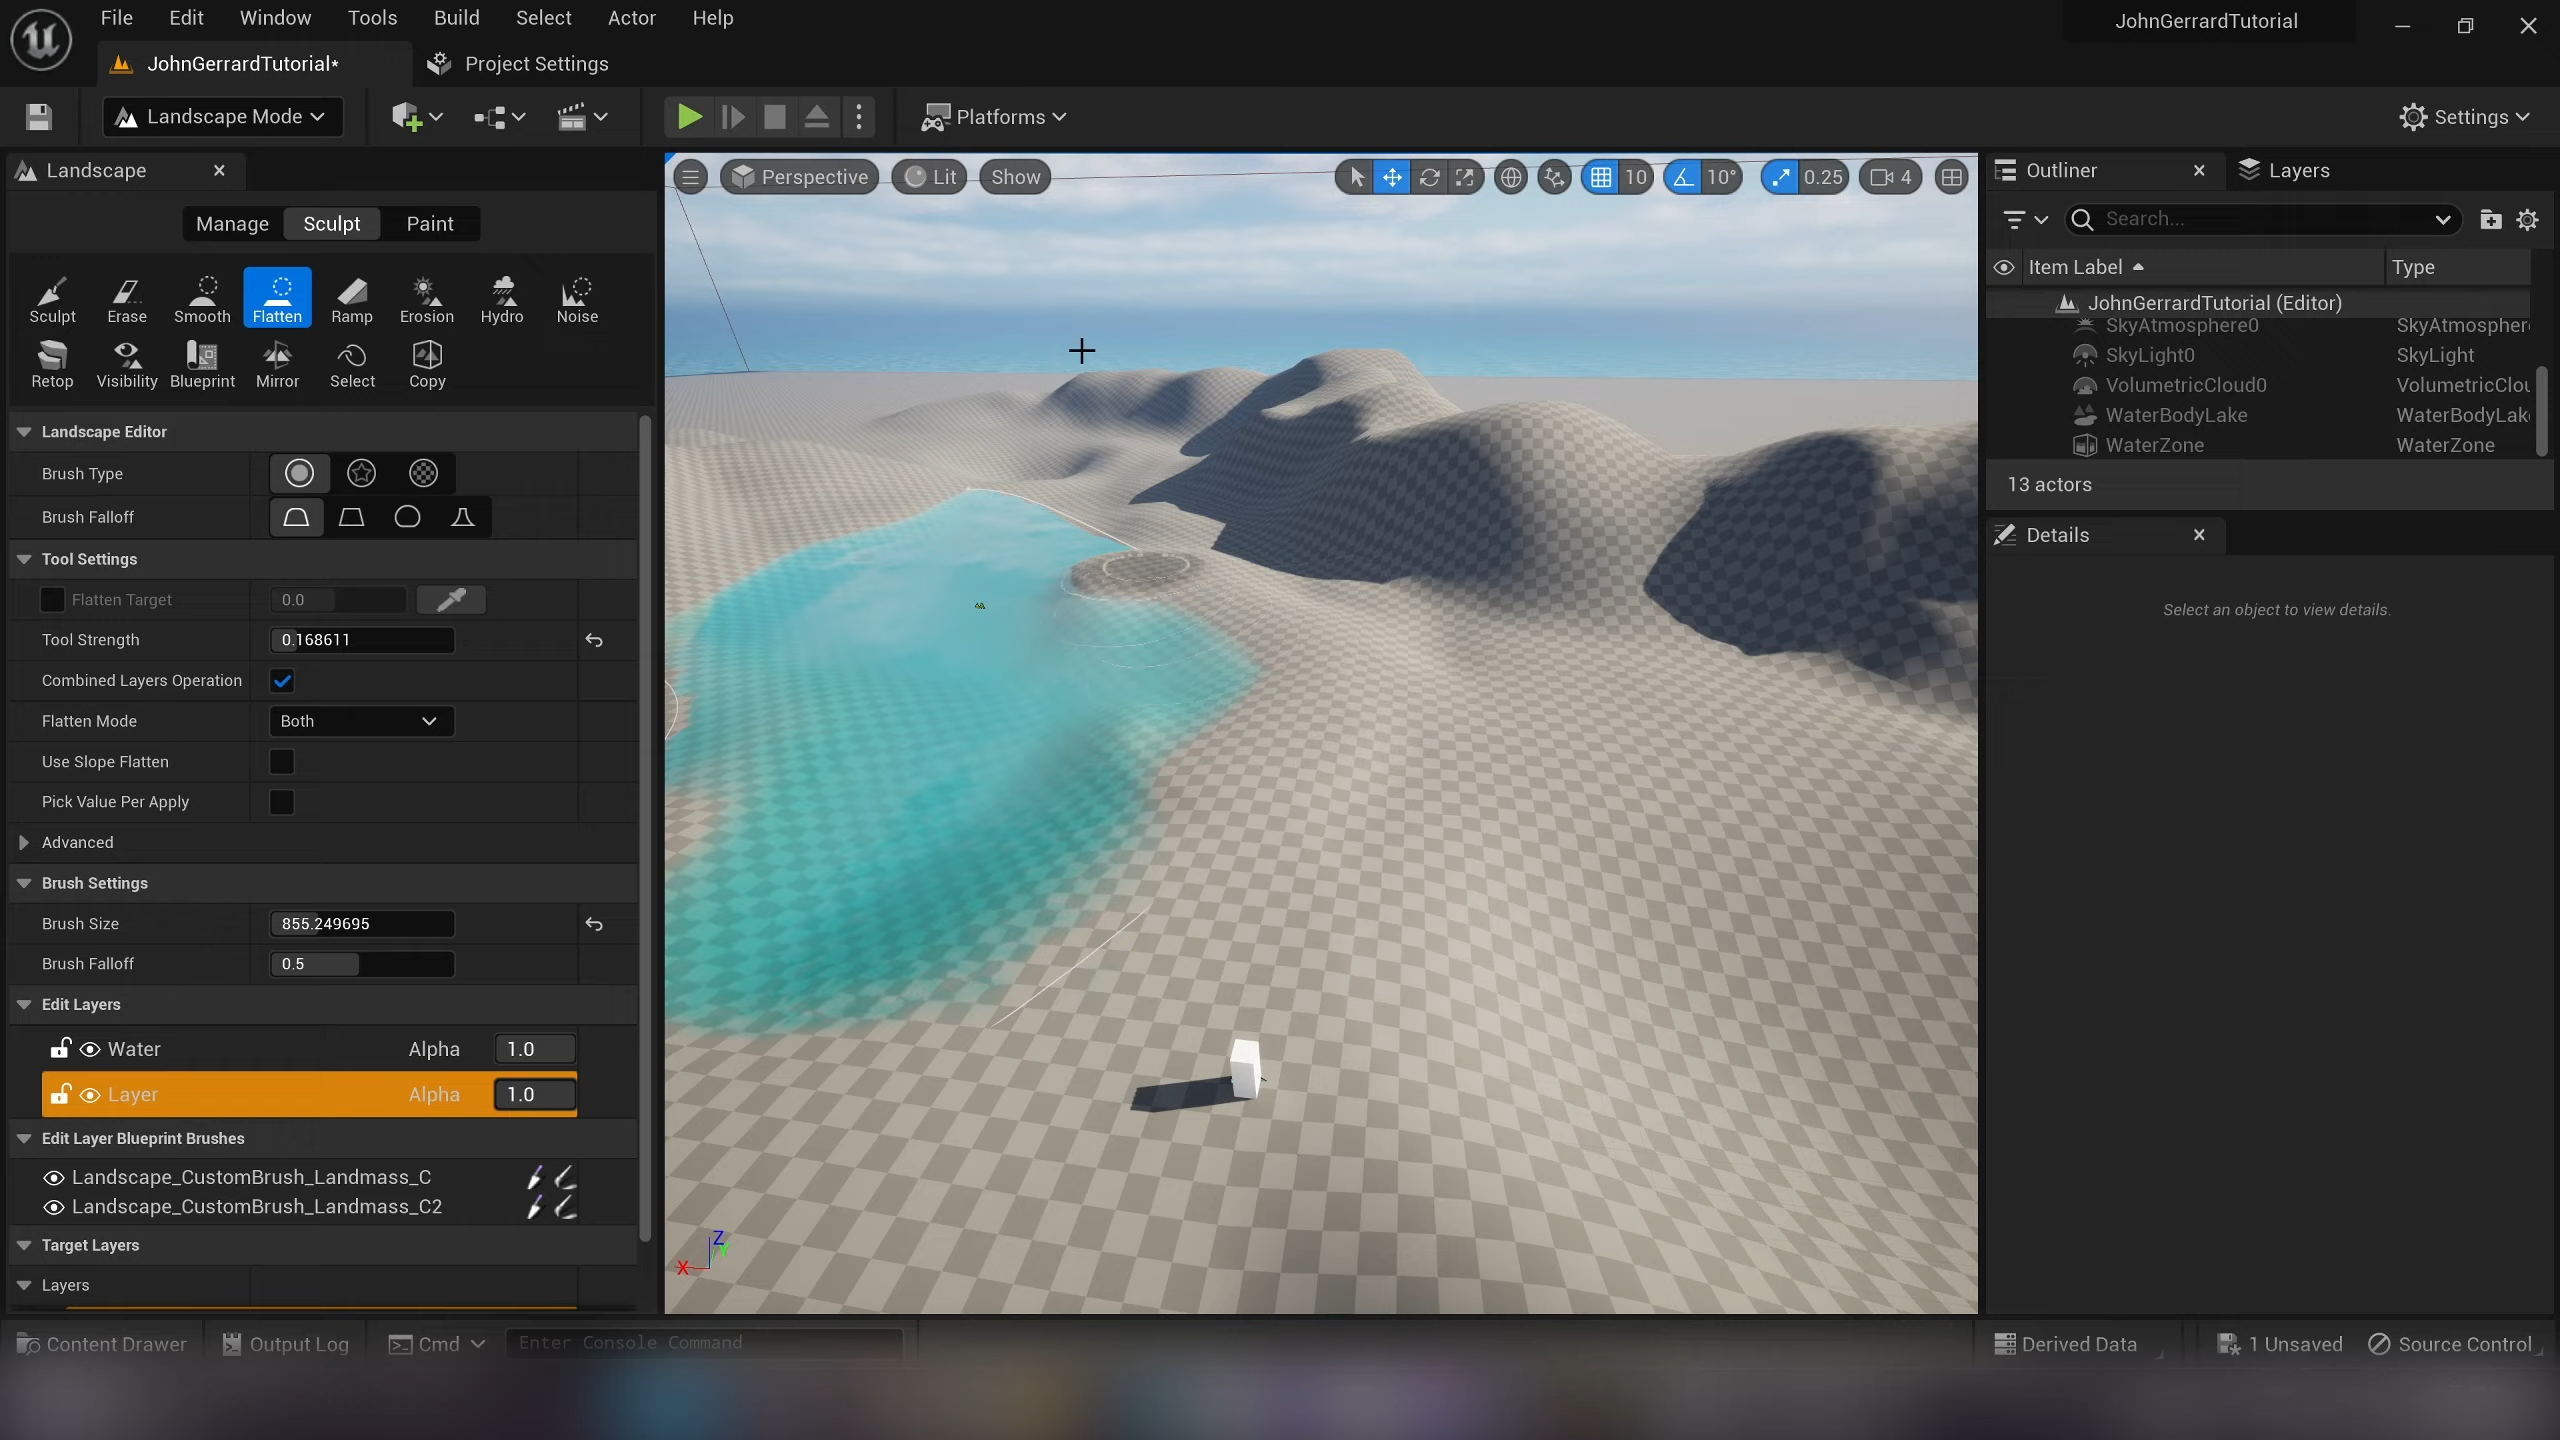 File Edit Window Tools Build Select Actor Help
JohnGerrardTutorial
JohnGerrardTutorial*
Project Settings
Landscape Mode
Platforms
Settings
Landscape
Manage Sculpt Paint
Sculpt Erase Smooth Flatten Ramp Erosion Hydro Noise
Retop Visibility Blueprint Mirror Select Copy
Landscape Editor
Brush Type
Brush Falloff
Tool Settings
Flatten Target 0.0
Tool Strength 0.168611
Combined Layers Operation
Flatten Mode Both
Use Slope Flatten
Pick Value Per Apply
Advanced
Brush Settings
Brush Size 855.249695
Brush Falloff 0.5
Edit Layers
Water Alpha 1.0
Layer Alpha 1.0
Edit Layer Blueprint Brushes
Landscape_CustomBrush_Landmass_C
Landscape_CustomBrush_Landmass_C2
Target Layers
Layers
Perspective Lit Show
10 10° 0.25 4
Z
Y
X
Outliner Layers
Search...
Item Label Type
JohnGerrardTutorial (Editor)
SkyAtmosphere0 SkyAtmospher
SkyLight0 SkyLight
VolumetricCloud0 VolumetricClou
WaterBodyLake WaterBodyLak
WaterZone WaterZone
13 actors
Details
Select an object to view details.
Content Drawer Output Log Cmd Enter Console Command
Derived Data 1 Unsaved Source Control